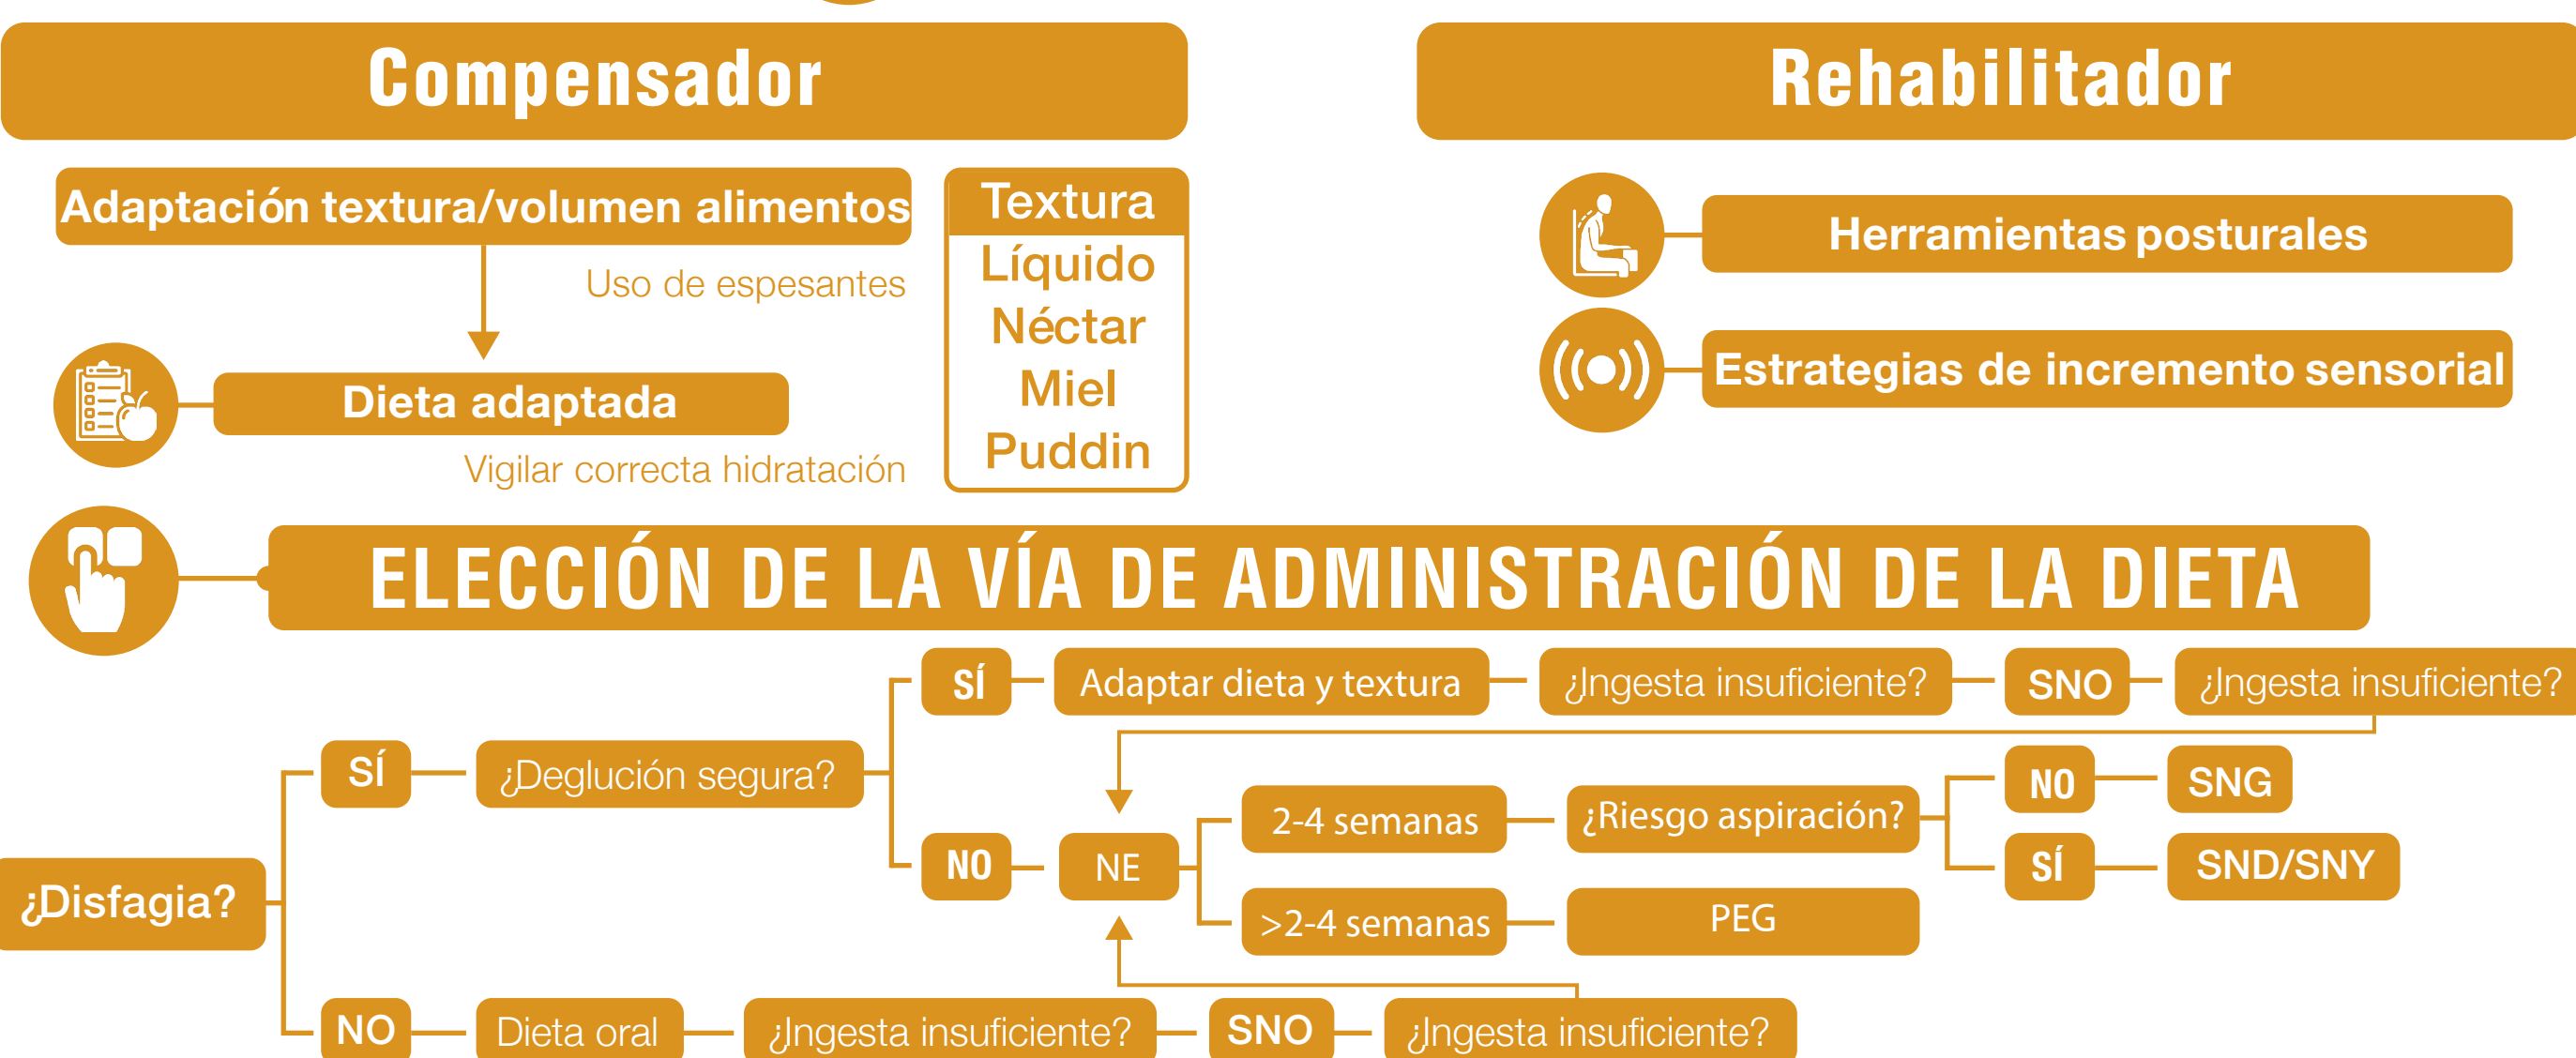 Compensador
Rehabilitador
Adaptación textura/volumen alimentos
Uso de espesantes
Dieta adaptada
Vigilar correcta hidratación
Textura
Líquido
Néctar
Miel
Puddin
Herramientas posturales
Estrategias de incremento sensorial
ELECCIÓN DE LA VÍA DE ADMINISTRACIÓN DE LA DIETA
¿Disfagia?
SÍ
¿Deglución segura?
SÍ
Adaptar dieta y textura
¿Ingesta insuficiente?
SNO
¿Ingesta insuficiente?
NO
NE
2-4 semanas
¿Riesgo aspiración?
NO
SNG
SÍ
SND/SNY
>2-4 semanas
PEG
NO
Dieta oral
¿Ingesta insuficiente?
SNO
¿Ingesta insuficiente?